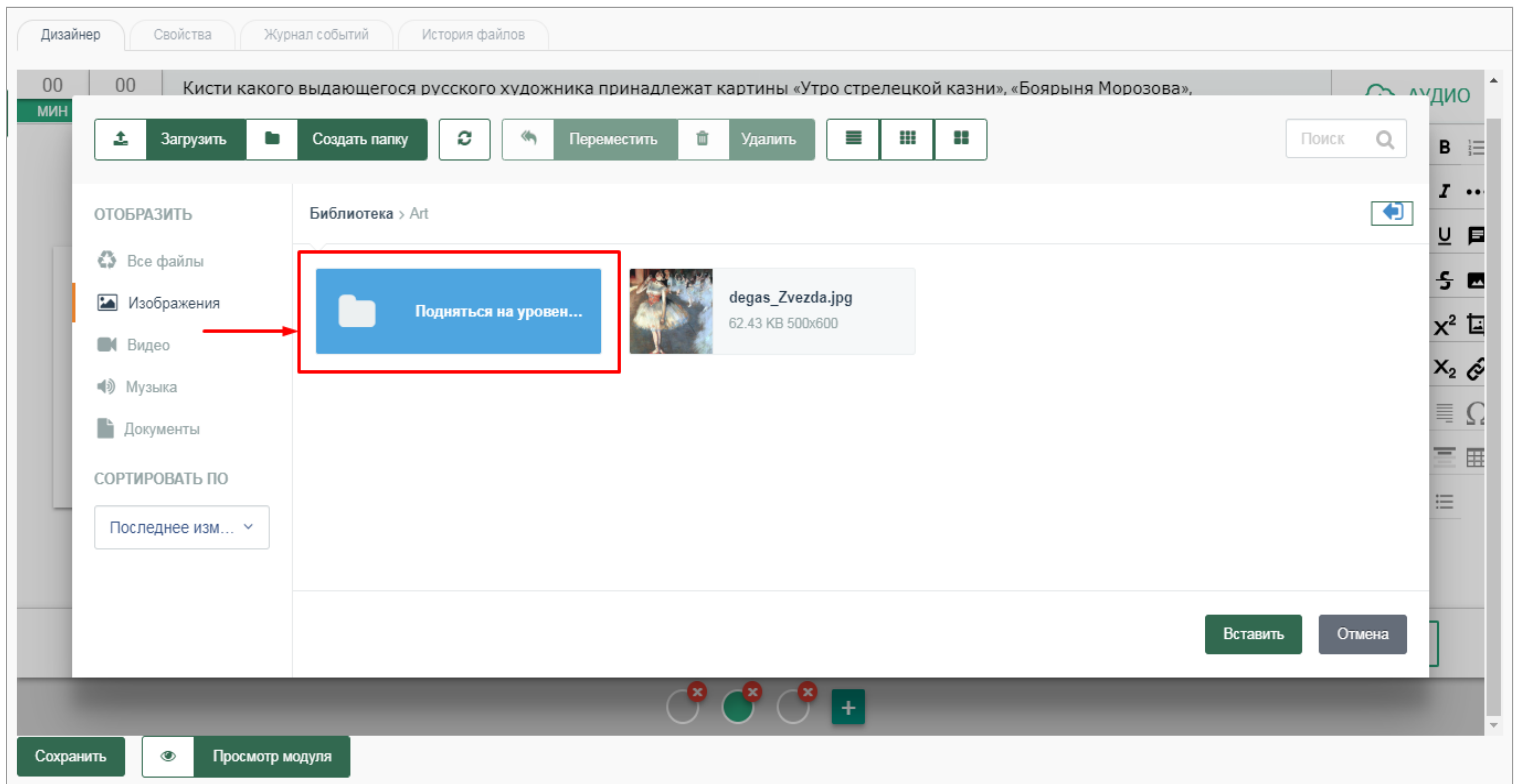 Дизайнер
Свойства
Журнал событий
История файлов
00 00 Кисти какого выдающегося русского художника принадлежат картины «Утро стрелецкой казни», «Боярыня Морозова»,
МИН
АУДИО
Загрузить
Создать папку
Переместить
Удалить
Поиск
ОТОБРАЗИТЬ
Все файлы
Изображения
Видео
Музыка
Документы
СОРТИРОВАТЬ ПО
Последнее изм...
Библиотека > Art
Подняться на уровен...
degas_Zvezda.jpg
62.43 KB 500x600
B
I
U
S
X²
X₂
Ω
Вставить
Отмена
Сохранить
Просмотр модуля